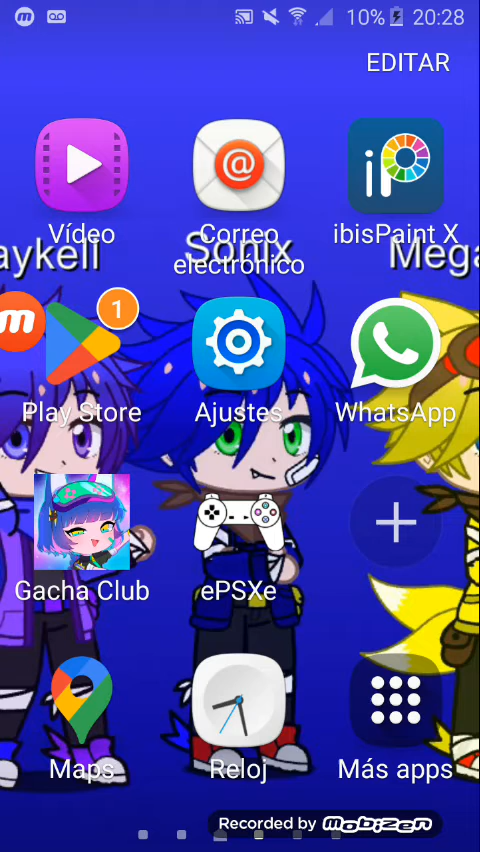 10% 20:28
EDITAR
Vídeo
Correo
electrónico
ibisPaint X
aykell
Sonix
Mega
1
Play Store
Ajustes
WhatsApp
Gacha Club
ePSXe
Maps
Reloj
Más apps
Recorded by Mobizen